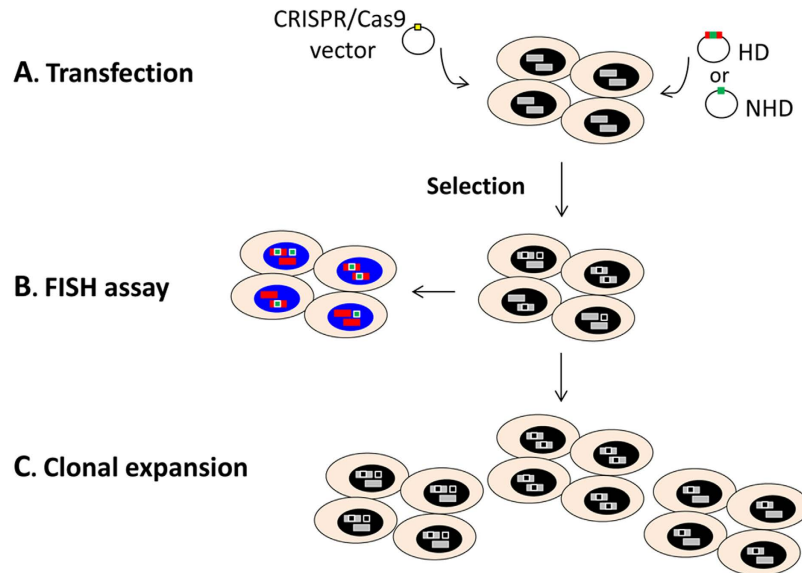 CRISPR/Cas9
vector
HD
or
NHD
A. Transfection
Selection
B. FISH assay
C. Clonal expansion